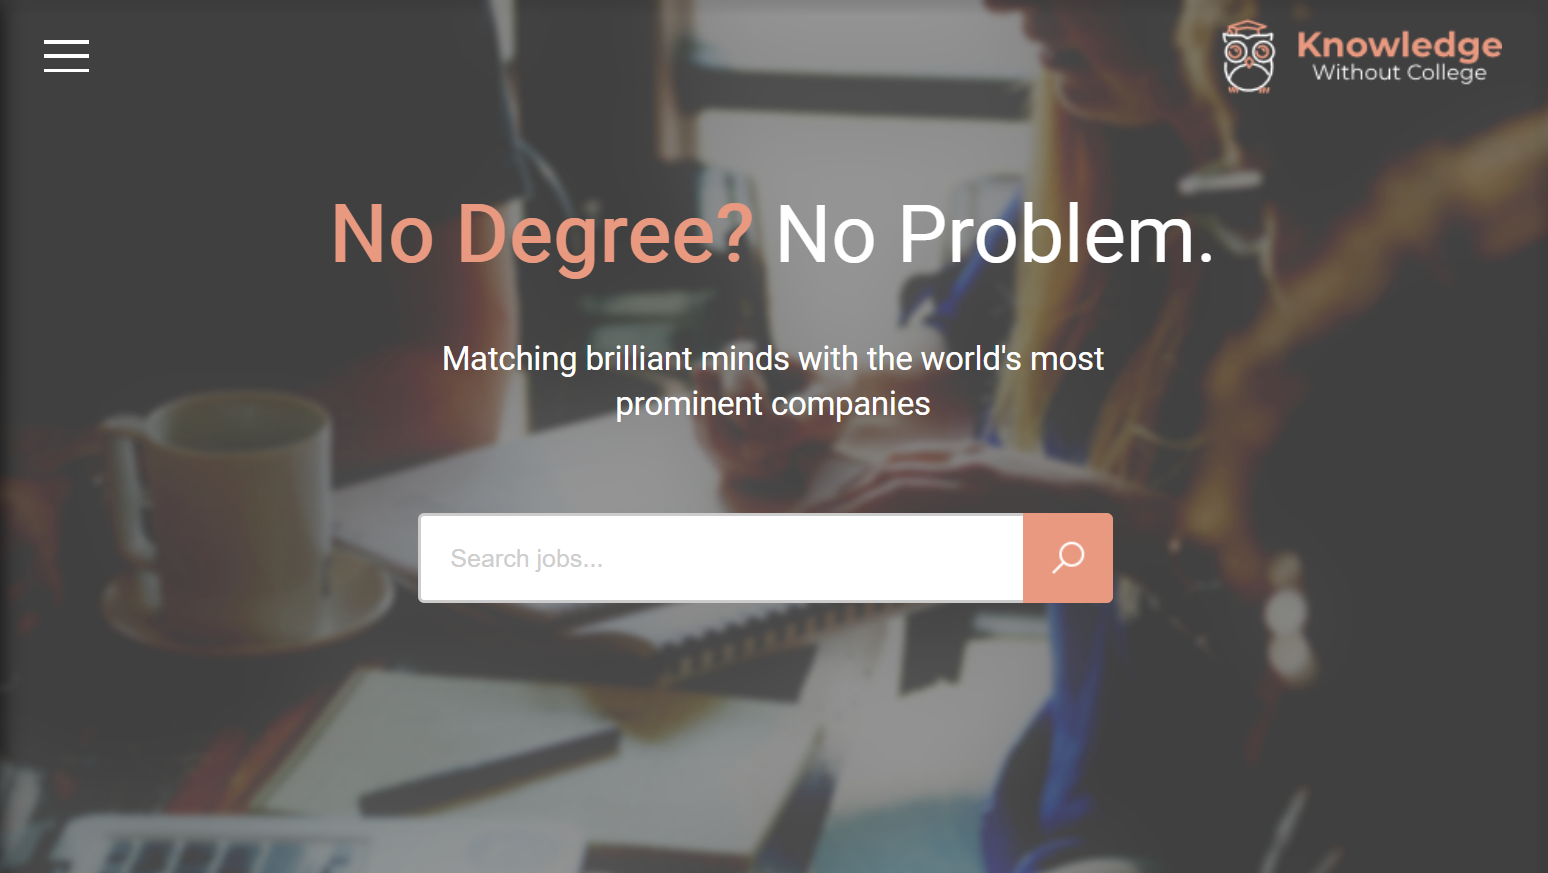 Knowledge
Without College
No Degree? No Problem.
Matching brilliant minds with the world's most
prominent companies
Search jobs...